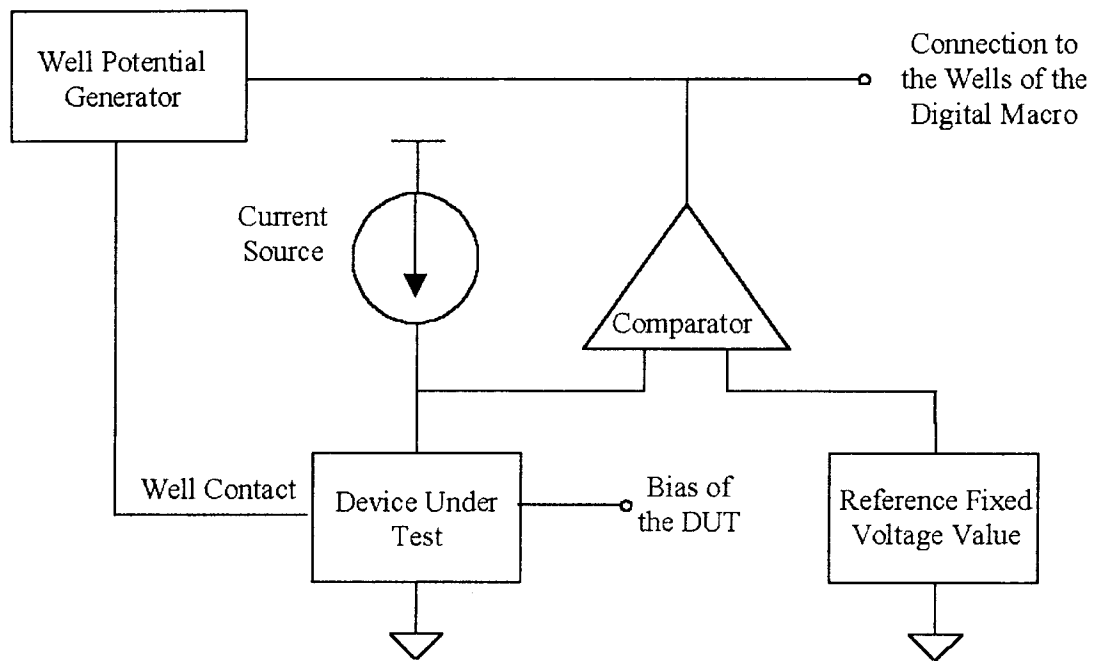 Well Potential
Generator
Connection to
the Wells of the
Digital Macro
Current
Source
Comparator
Well Contact
Device Under
Test
Bias of
the DUT
Reference Fixed
Voltage Value